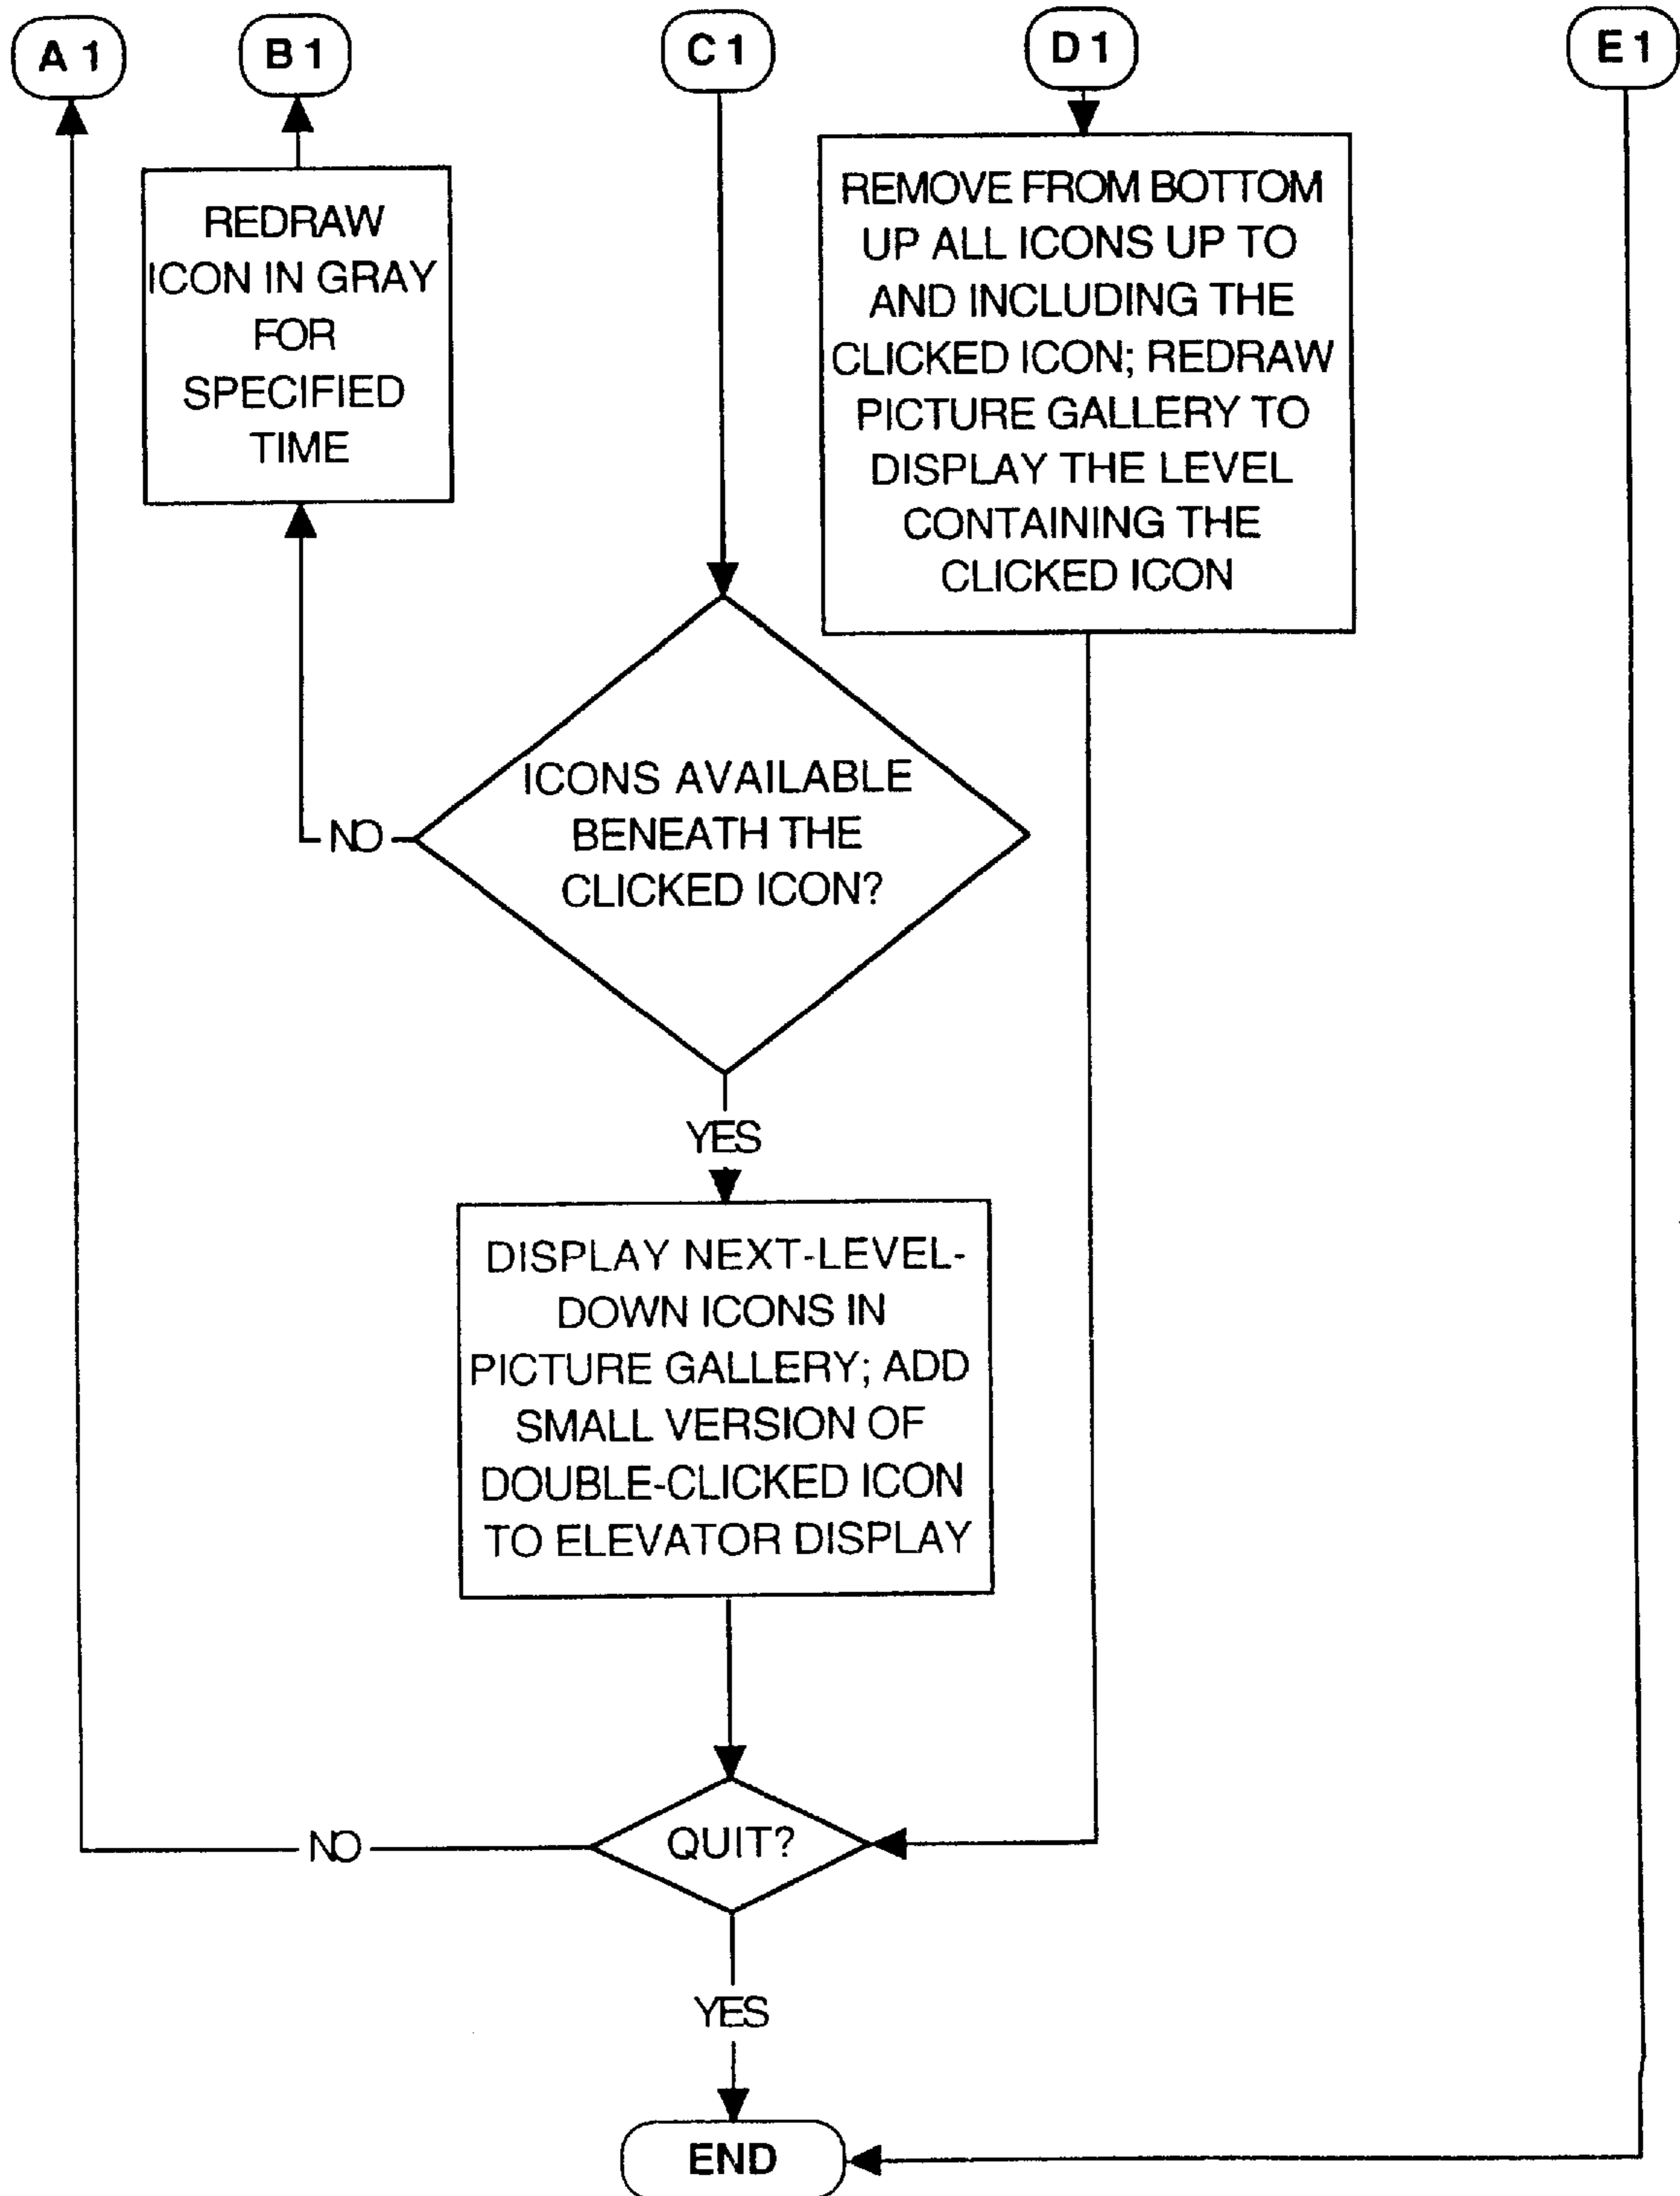 A 1
B 1
C 1
D 1
E 1
REDRAW
ICON IN GRAY
FOR
SPECIFIED
TIME
REMOVE FROM BOTTOM
UP ALL ICONS UP TO
AND INCLUDING THE
CLICKED ICON; REDRAW
PICTURE GALLERY TO
DISPLAY THE LEVEL
CONTAINING THE
CLICKED ICON
ICONS AVAILABLE
BENEATH THE
CLICKED ICON?
NO
YES
DISPLAY NEXT-LEVEL-
DOWN ICONS IN
PICTURE GALLERY; ADD
SMALL VERSION OF
DOUBLE-CLICKED ICON
TO ELEVATOR DISPLAY
QUIT?
NO
YES
END